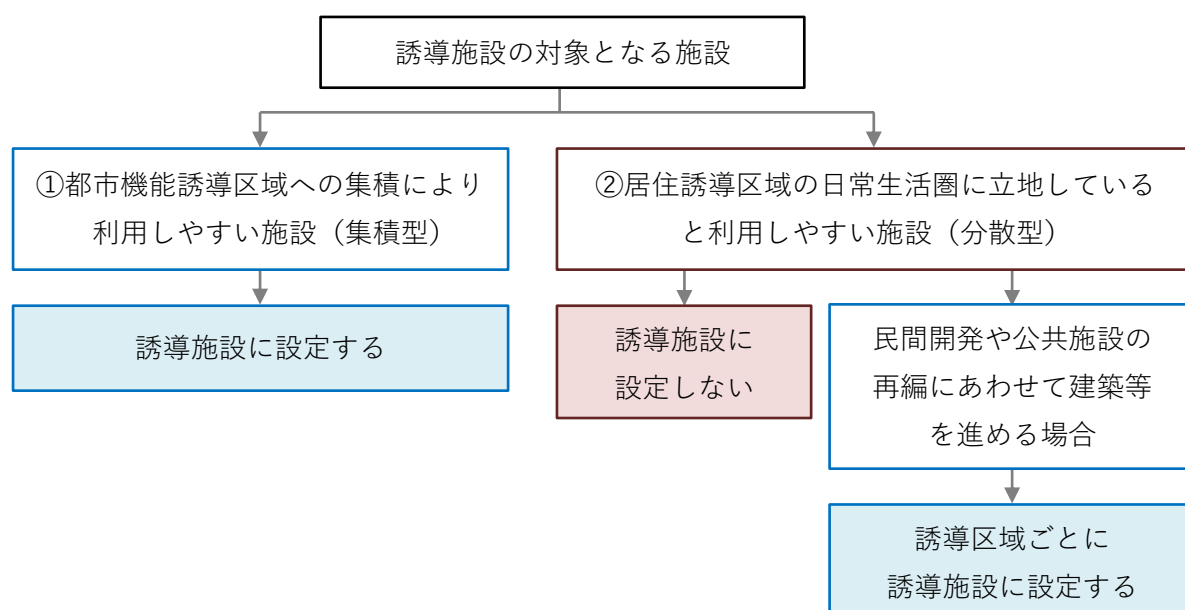 誘導施設の対象となる施設
①都市機能誘導区域への集積により
利用しやすい施設（集積型）
②居住誘導区域の日常生活圏に立地している
と利用しやすい施設（分散型）
誘導施設に設定する
誘導施設に
設定しない
民間開発や公共施設の
再編にあわせて建築等
を進める場合
誘導区域ごとに
誘導施設に設定する